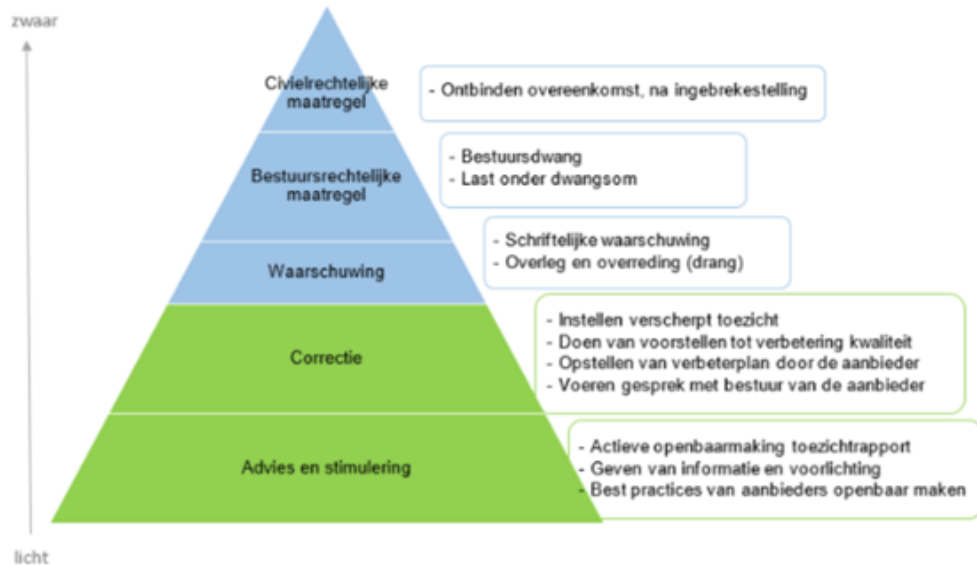 zwaar
Civielrechtelijke
maatregel
- Ontbinden overeenkomst, na ingebrekestelling
Bestuursrechtelijke
maatregel
- Bestuursdwang
- Last onder dwangsom
Waarschuwing
- Schriftelijke waarschuwing
- Overleg en overreding (drang)
Correctie
- Instellen verscherpt toezicht
- Doen van voorstellen tot verbetering kwaliteit
- Opstellen van verbeterplan door de aanbieder
- Voeren gesprek met bestuur van de aanbieder
Advies en stimulering
- Actieve openbaarmaking toezichtrapport
- Geven van informatie en voorlichting
- Best practices van aanbieders openbaar maken
licht